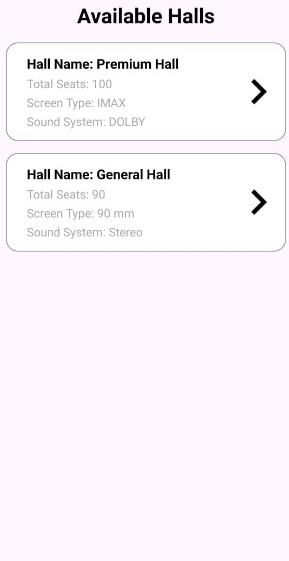 Available Halls
Hall Name: Premium Hall
Total Seats: 100
Screen Type: IMAX
Sound System: DOLBY
Hall Name: General Hall
Total Seats: 90
Screen Type: 90 mm
Sound System: Stereo